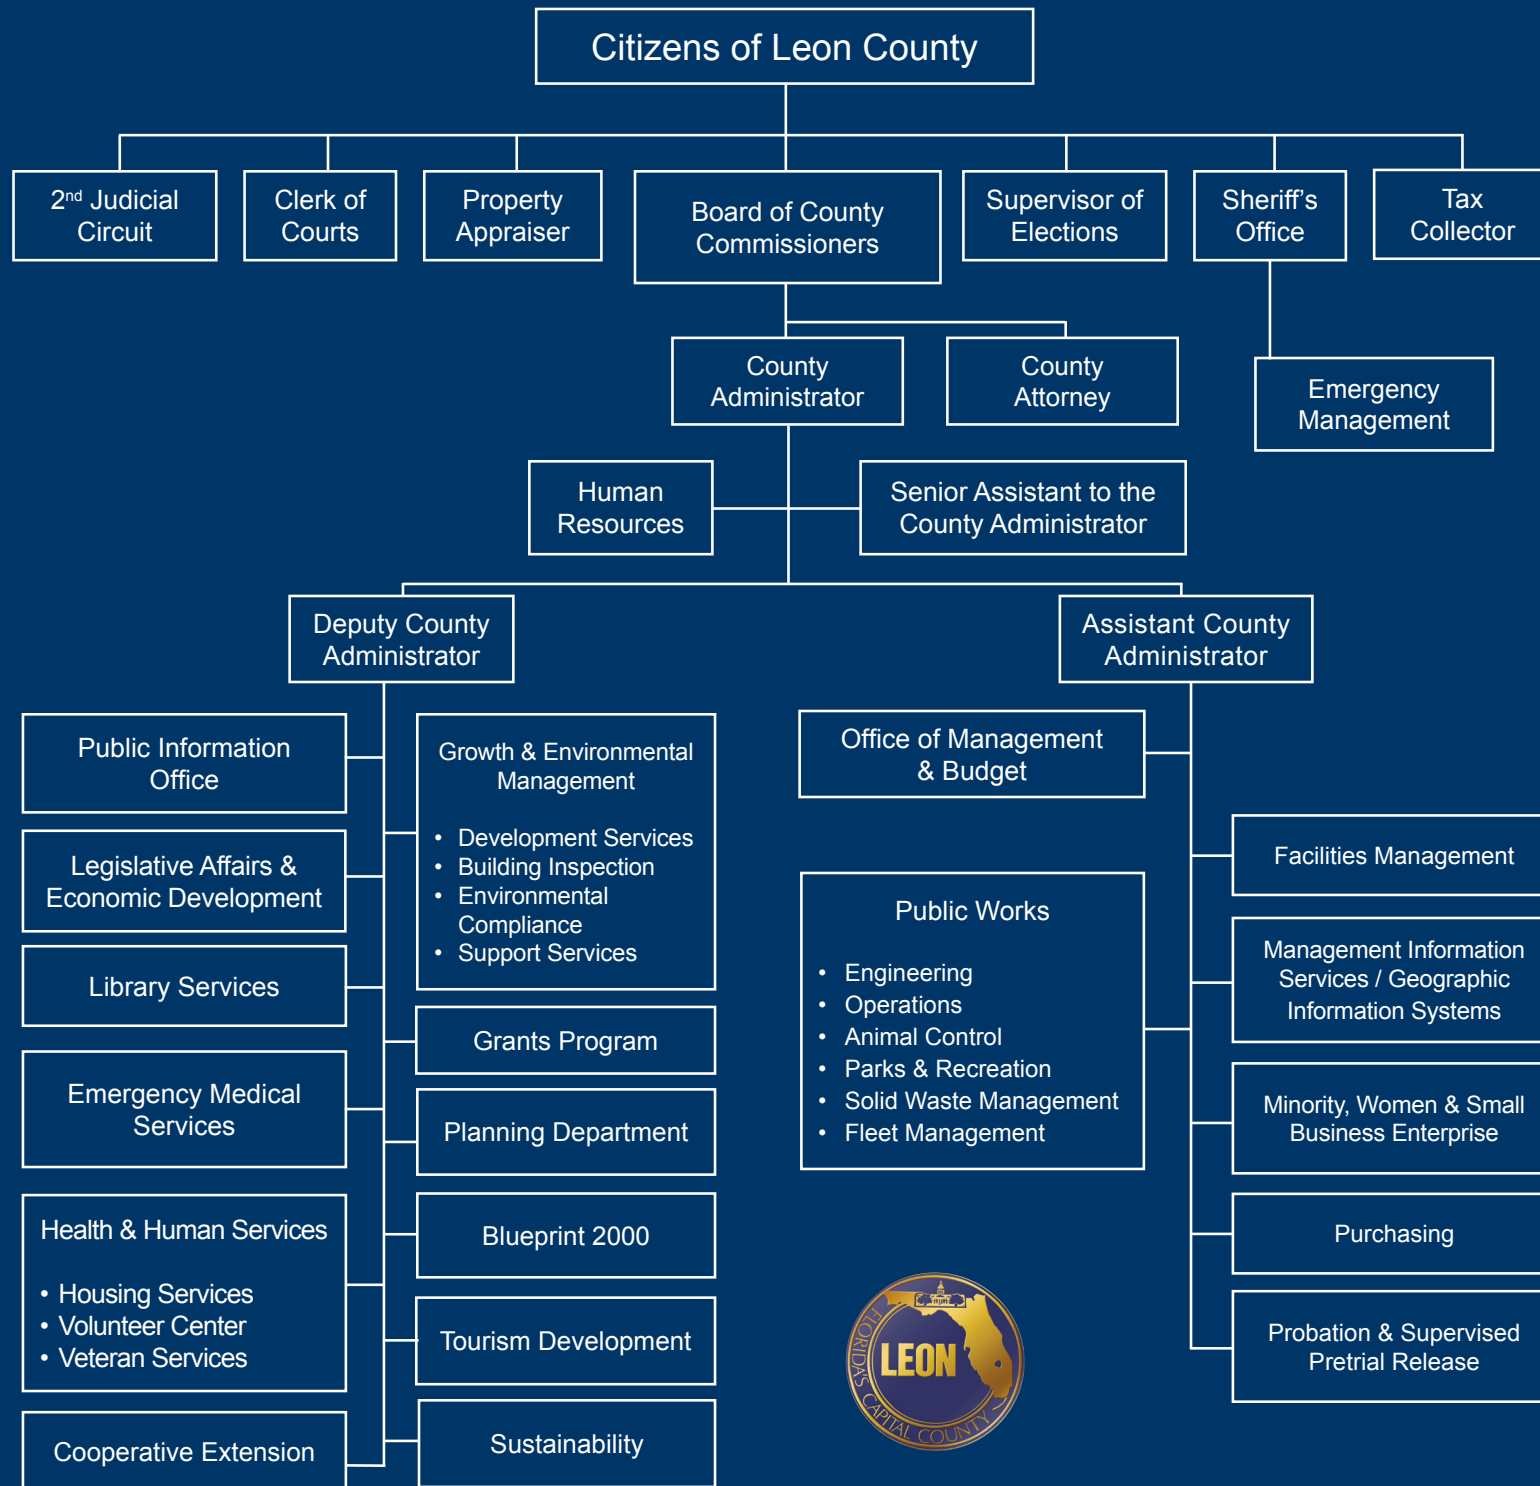 Citizens of Leon County
2nd Judicial
Circuit
Clerk of
Courts
Property
Appraiser
Board of County
Commissioners
Supervisor of
Elections
Sheriff's
Office
Tax
Collector
County
Administrator
County
Attorney
Emergency
Management
Human
Resources
Senior Assistant to the
County Administrator
Deputy County
Administrator
Assistant County
Administrator
Public Information
Office
Legislative Affairs &
Economic Development
Library Services
Emergency Medical
Services
Health & Human Services
• Housing Services
• Volunteer Center
• Veteran Services
Cooperative Extension
Growth & Environmental
Management
• Development Services
• Building Inspection
• Environmental
Compliance
• Support Services
Grants Program
Planning Department
Blueprint 2000
Tourism Development
Sustainability
Office of Management
& Budget
Public Works
• Engineering
• Operations
• Animal Control
• Parks & Recreation
• Solid Waste Management
• Fleet Management
Facilities Management
Management Information
Services / Geographic
Information Systems
Minority, Women & Small
Business Enterprise
Purchasing
Probation & Supervised
Pretrial Release
LEON
FLORIDA'S CAPITAL COUNTY